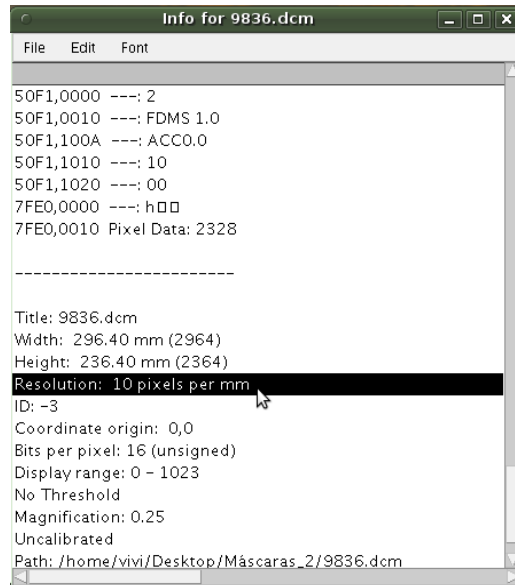 Info for 9836.dcm
File Edit Font
50F1,0000 ---: 2
50F1,0010 ---: FDMS 1.0
50F1,100A ---: ACC0.0
50F1,1010 ---: 10
50F1,1020 ---: 00
7FE0,0000 ---: h□□
7FE0,0010 Pixel Data: 2328
------------------------
Title: 9836.dcm
Width: 296.40 mm (2964)
Height: 236.40 mm (2364)
Resolution: 10 pixels per mm
ID: -3
Coordinate origin: 0,0
Bits per pixel: 16 (unsigned)
Display range: 0 - 1023
No Threshold
Magnification: 0.25
Uncalibrated
Path: /home/vivi/Desktop/Máscaras_2/9836.dcm